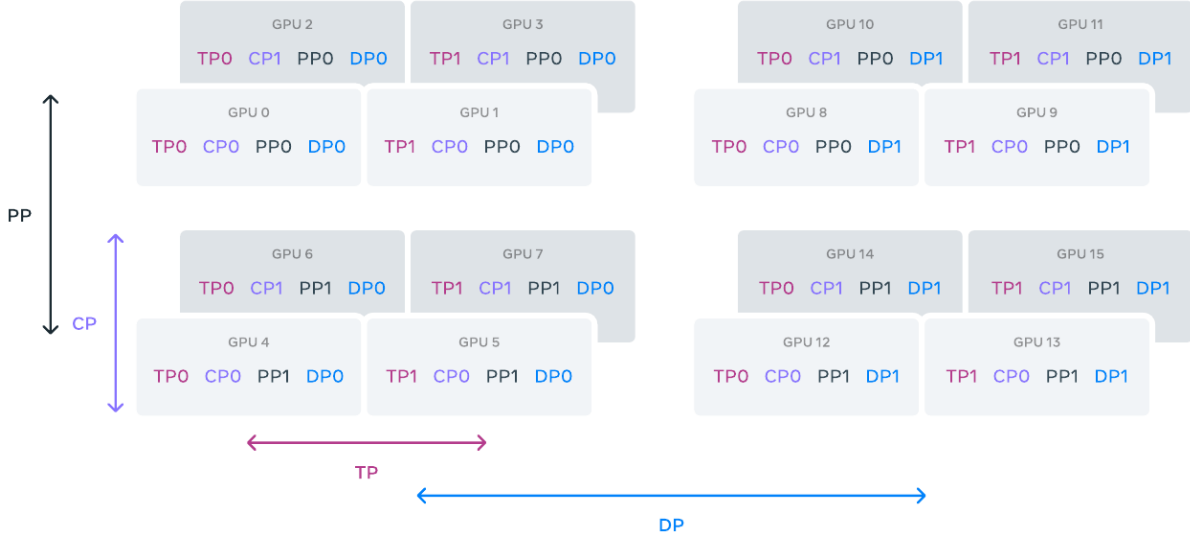 GPU 2
TP0 CP1 PP0 DP0
GPU 3
TP1 CP1 PP0 DP0
GPU 10
TP0 CP1 PP0 DP1
GPU 11
TP1 CP1 PP0 DP1
GPU 0
TP0 CP0 PP0 DP0
GPU 1
TP1 CP0 PP0 DP0
GPU 8
TP0 CP0 PP0 DP1
GPU 9
TP1 CP0 PP0 DP1
PP
GPU 6
TP0 CP1 PP1 DP0
GPU 7
TP1 CP1 PP1 DP0
GPU 14
TP0 CP1 PP1 DP1
GPU 15
TP1 CP1 PP1 DP1
CP
GPU 4
TP0 CP0 PP1 DP0
GPU 5
TP1 CP0 PP1 DP0
GPU 12
TP0 CP0 PP1 DP1
GPU 13
TP1 CP0 PP1 DP1
TP
DP